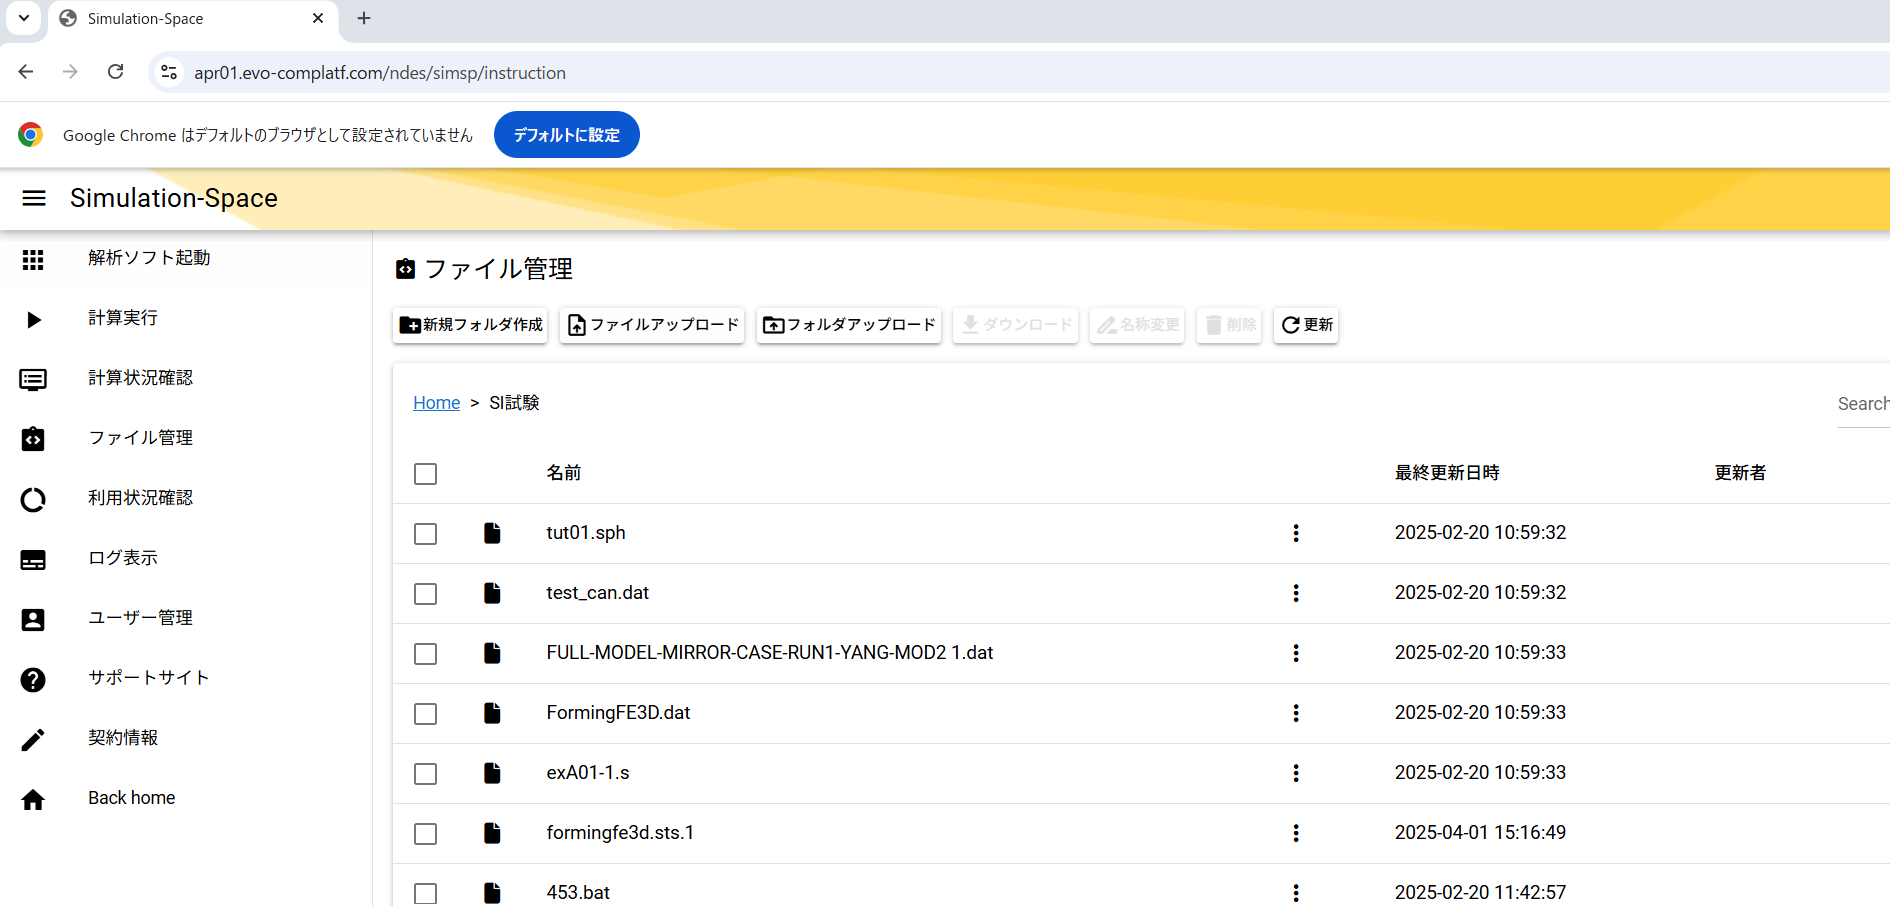 Simulation-Space
apr01.evo-complatf.com/ndes/simsp/instruction
Google Chrome はデフォルトのブラウザとして設定されていません デフォルトに設定
Simulation-Space
解析ソフト起動
計算実行
計算状況確認
ファイル管理
利用状況確認
ログ表示
ユーザー管理
サポートサイト
契約情報
Back home
ファイル管理
新規フォルダ作成 ファイルアップロード フォルダアップロード ダウンロード 名称変更 削除 更新
Home > SI試験
Search
名前 最終更新日時 更新者
tut01.sph 2025-02-20 10:59:32
test_can.dat 2025-02-20 10:59:32
FULL-MODEL-MIRROR-CASE-RUN1-YANG-MOD2 1.dat 2025-02-20 10:59:33
FormingFE3D.dat 2025-02-20 10:59:33
exA01-1.s 2025-02-20 10:59:33
formingfe3d.sts.1 2025-04-01 15:16:49
453.bat 2025-02-20 11:42:57